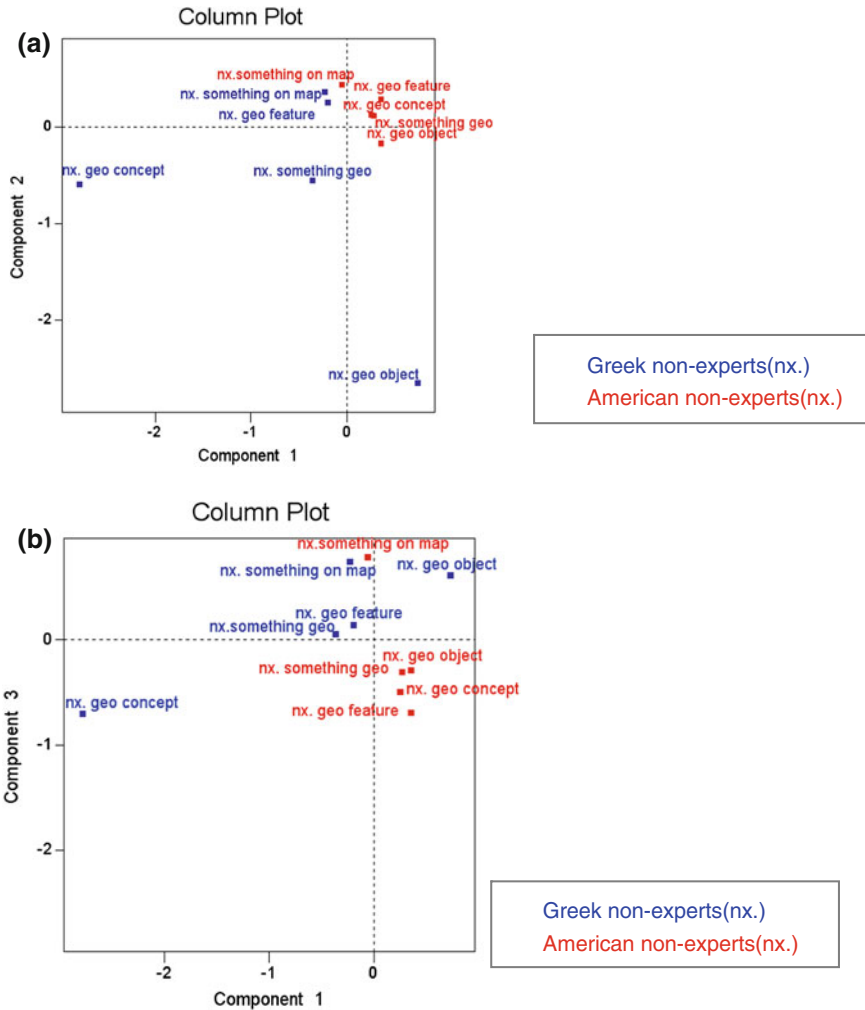 Column Plot
(a)
nx.something on map
nx. geo feature
nx. something on map
nx. geo concept
nx. geo feature
nx. something geo
nx. geo object
0
nx. geo concept
nx. something geo
-1
Component 2
-2
nx. geo object
-2 -1 0
Component 1
Greek non-experts(nx.)
American non-experts(nx.)
Column Plot
(b)
nx.something on map
nx. something on map
nx. geo object
nx. geo feature
nx.something geo
0
nx. geo object
nx. something geo
nx. geo concept
nx. geo concept
nx. geo feature
-1
Component 3
-2
-2 -1 0
Component 1
Greek non-experts(nx.)
American non-experts(nx.)